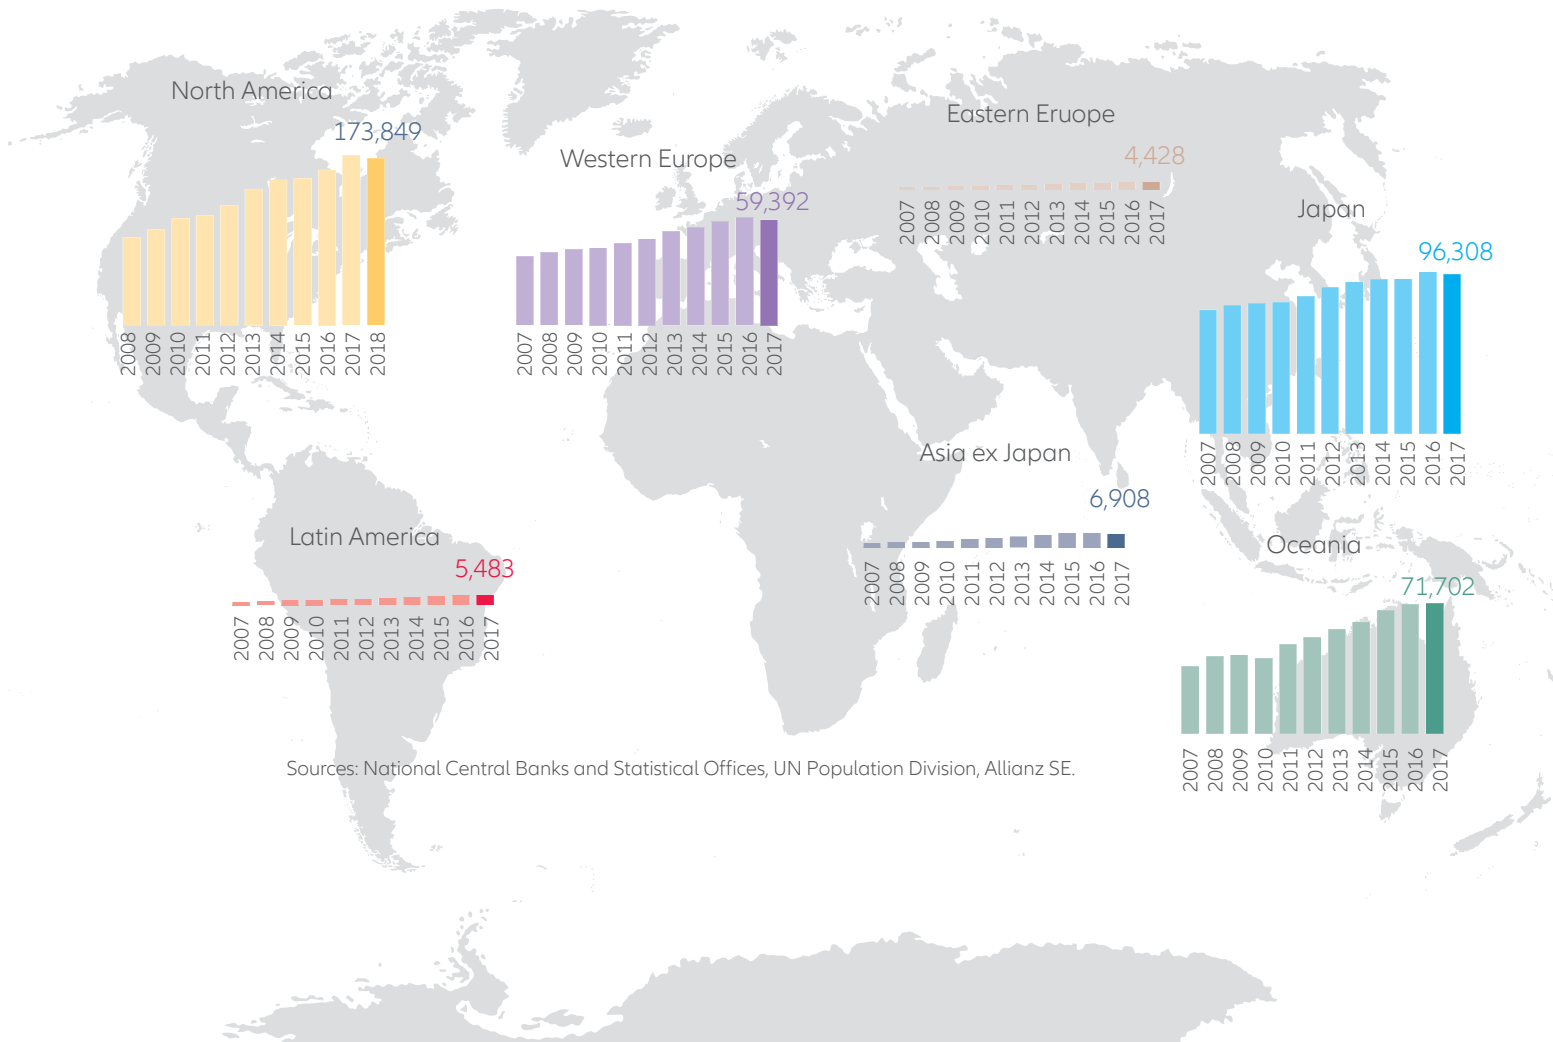 North America
173,849
2008 2009 2010 2011 2012 2013 2014 2015 2016 2017 2018
Western Europe
59,392
2007 2008 2009 2010 2011 2012 2013 2014 2015 2016 2017
Eastern Eruope
4,428
2007 2008 2009 2010 2011 2012 2013 2014 2015 2016 2017
Japan
96,308
2007 2008 2009 2010 2011 2012 2013 2014 2015 2016 2017
Asia ex Japan
6,908
2007 2008 2009 2010 2011 2012 2013 2014 2015 2016 2017
Latin America
5,483
2007 2008 2009 2010 2011 2012 2013 2014 2015 2016 2017
Oceania
71,702
2007 2008 2009 2010 2011 2012 2013 2014 2015 2016 2017
Sources: National Central Banks and Statistical Offices, UN Population Division, Allianz SE.